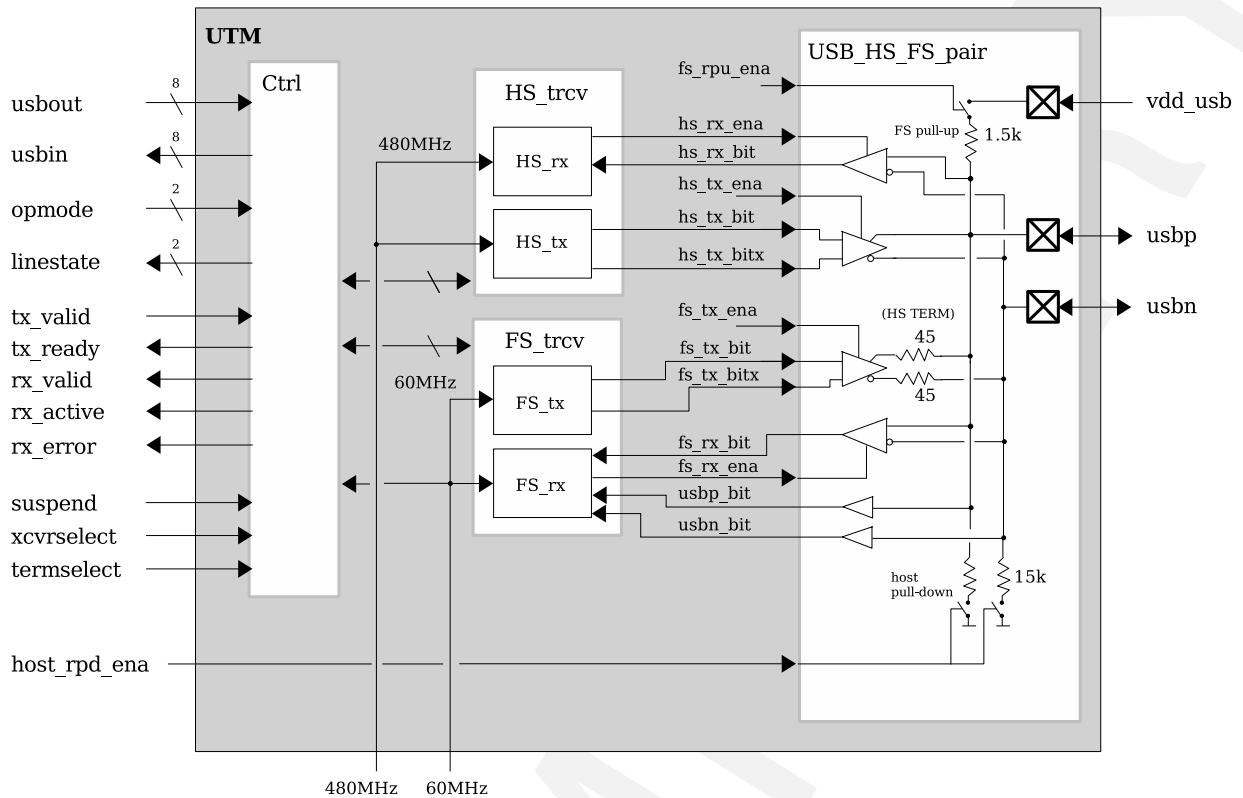 UTM
USB_HS_FS_pair
Ctrl
HS_trcv
fs_rpu_ena
usbout
8
vdd_usb
FS pull-up
1.5k
hs_rx_ena
480MHz
HS_rx
hs_rx_bit
usbin
8
hs_tx_ena
opmode
2
hs_tx_bit
usbp
HS_tx
hs_tx_bitx
linestate
2
usbn
tx_valid
fs_tx_ena
(HS TERM)
FS_trcv
45
tx_ready
fs_tx_bit
rx_valid
60MHz
fs_tx_bitx
45
FS_tx
rx_active
rx_error
fs_rx_bit
fs_rx_ena
FS_rx
usbp_bit
suspend
usbn_bit
xcvrselect
termselect
host
pull-down
15k
host_rpd_ena
480MHz
60MHz